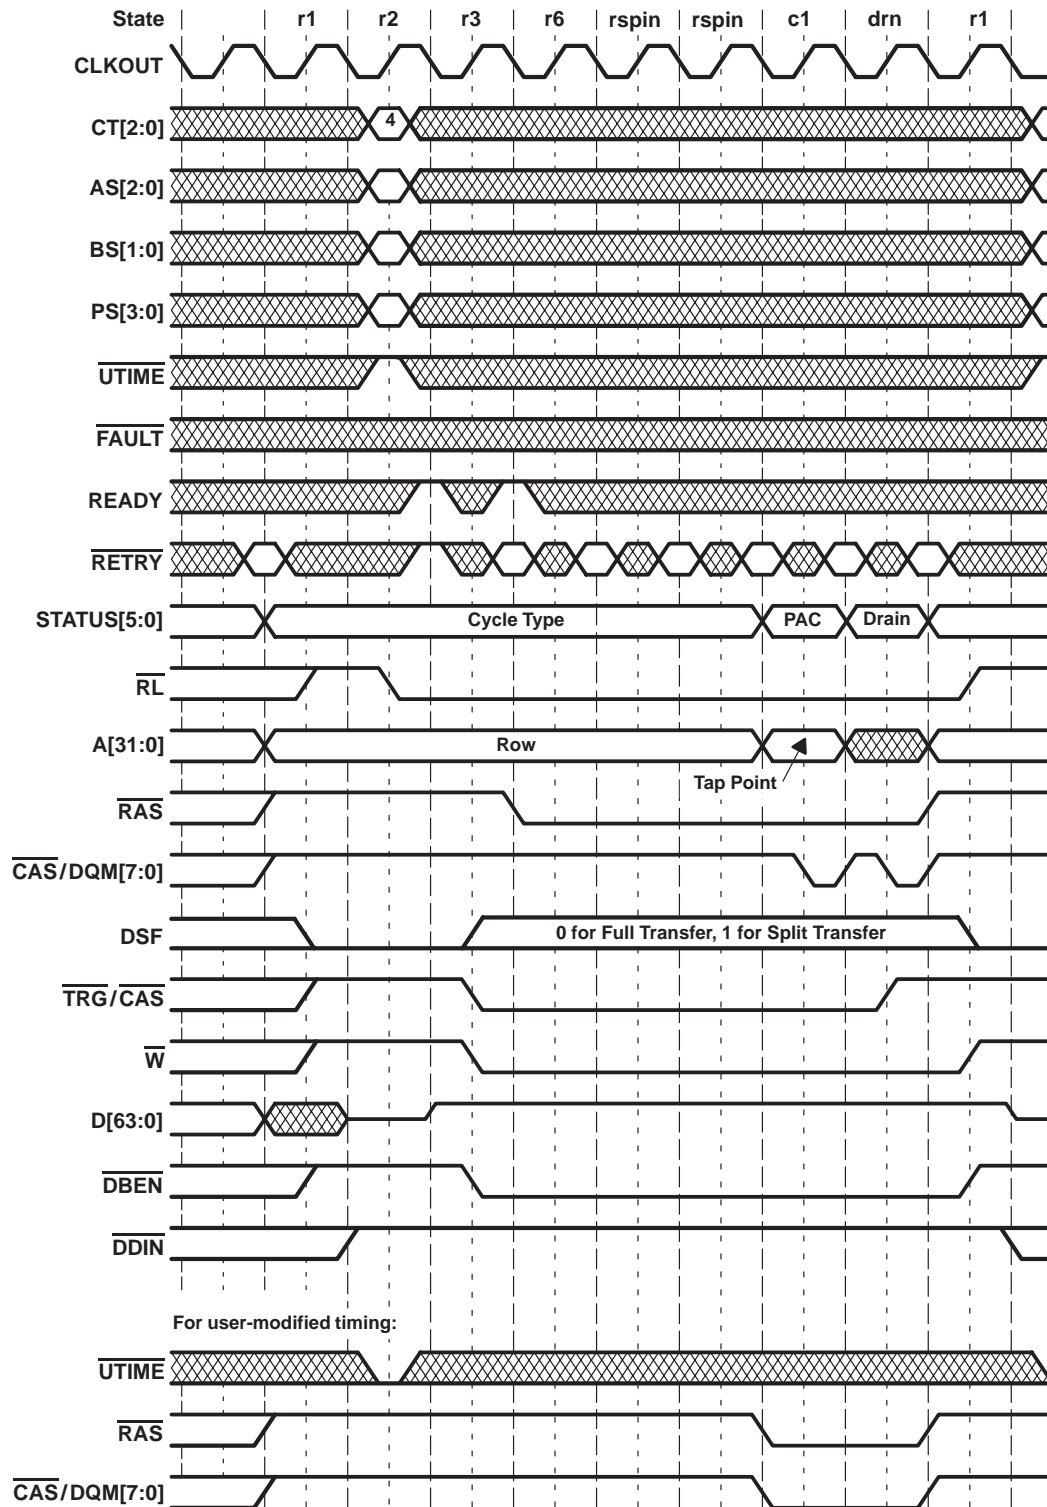 State r1 r2 r3 r6 rspin rspin c1 drn r1
CLKOUT
CT[2:0] 4
AS[2:0]
BS[1:0]
PS[3:0]
UTIME
FAULT
READY
RETRY
STATUS[5:0] Cycle Type PAC Drain
RL
A[31:0] Row
Tap Point
RAS
CAS/DQM[7:0]
DSF 0 for Full Transfer, 1 for Split Transfer
TRG/CAS
W
D[63:0]
DBEN
DDIN
For user-modified timing:
UTIME
RAS
CAS/DQM[7:0]